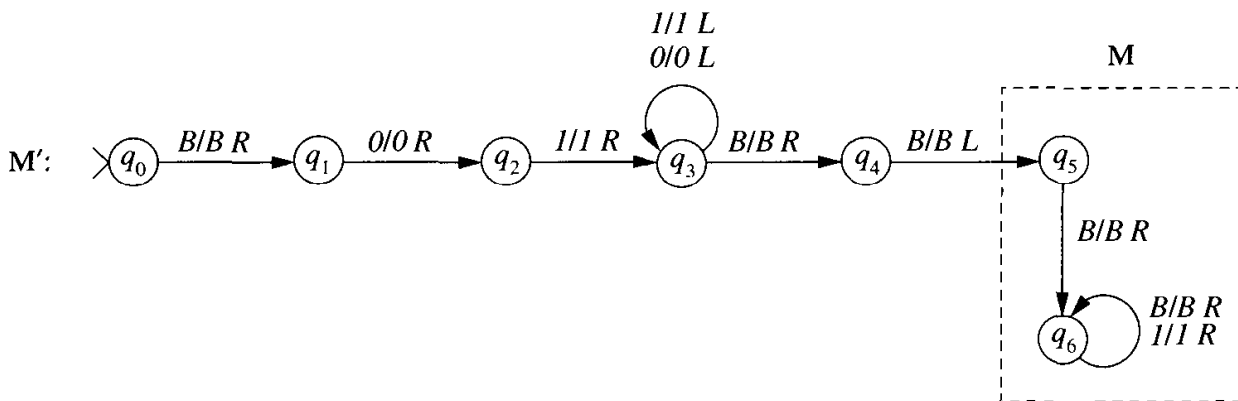 1/1 L
0/0 L
M
M′:
q₀
B/B R
q₁
0/0 R
q₂
1/1 R
q₃
B/B R
q₄
B/B L
q₅
B/B R
q₆
B/B R
1/1 R